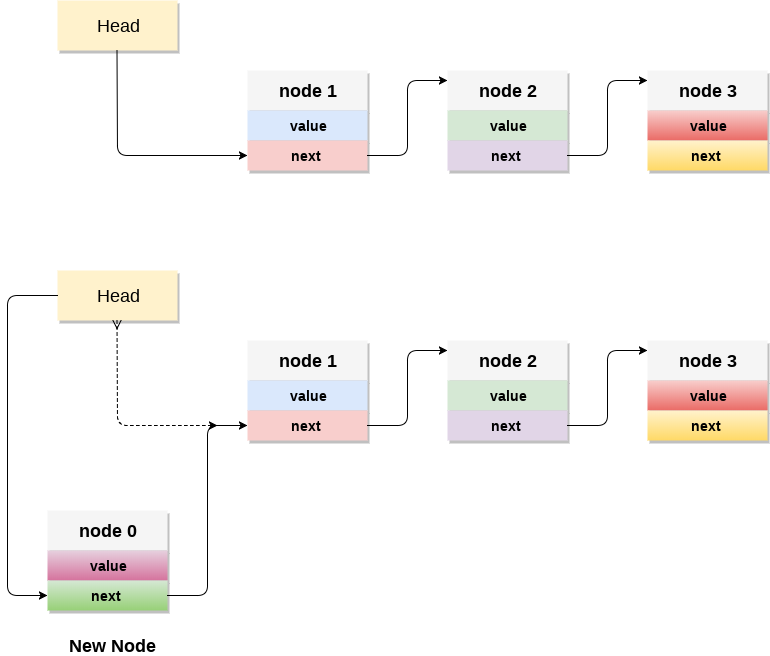 Head
node 1
value
next
node 2
value
next
node 3
value
next
Head
node 1
value
next
node 2
value
next
node 3
value
next
node 0
value
next
New Node